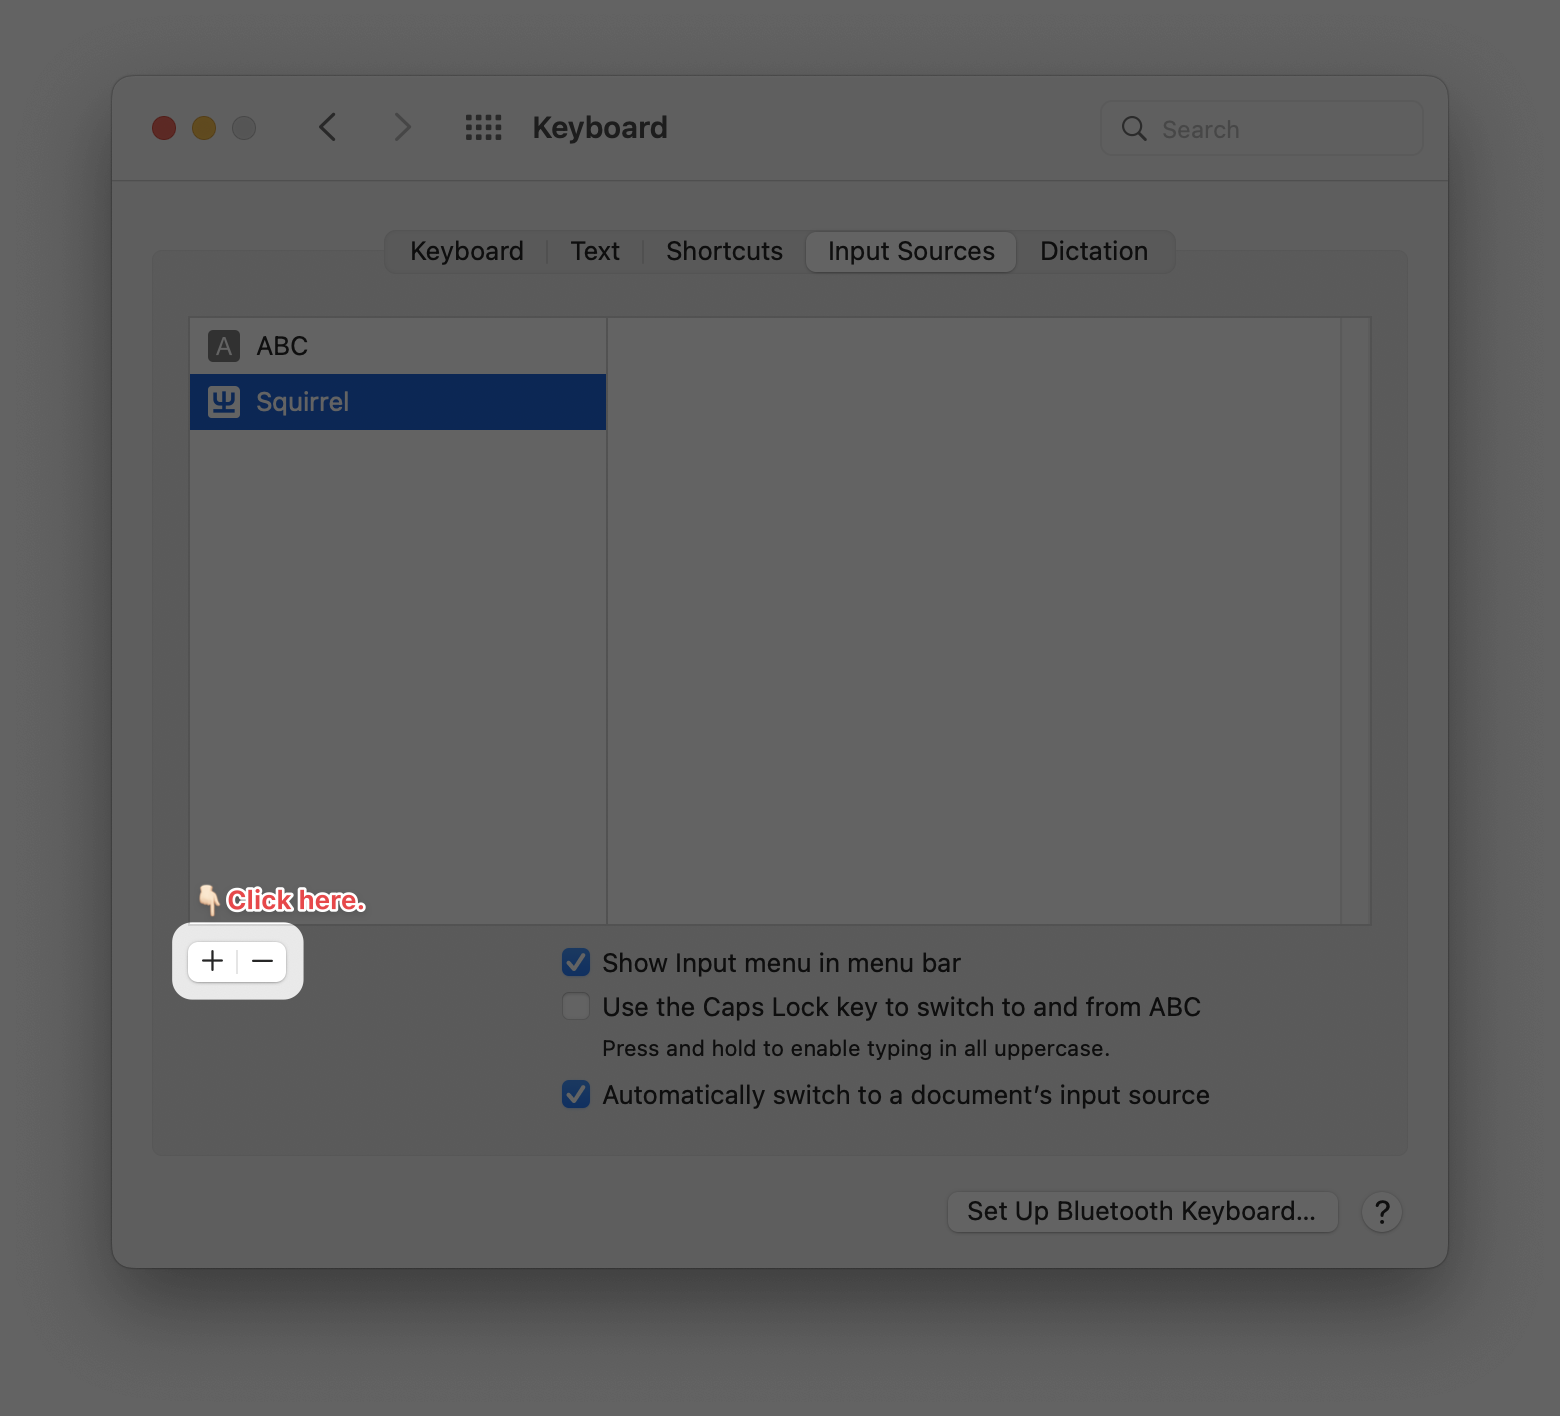 Keyboard
Search
Keyboard Text Shortcuts Input Sources Dictation
A ABC
Squirrel
👇🏻Click here.
Show Input menu in menu bar
Use the Caps Lock key to switch to and from ABC
Press and hold to enable typing in all uppercase.
Automatically switch to a document’s input source
Set Up Bluetooth Keyboard... ?